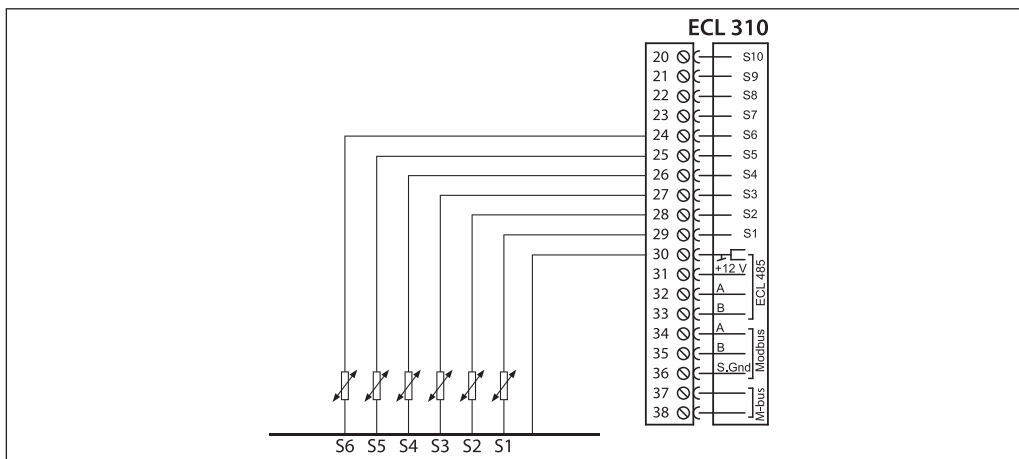 ECL 310
20 S10
21 S9
22 S8
23 S7
24 S6
25 S5
26 S4
27 S3
28 S2
29 S1
30
31 +12 V
32 A
33 B
ECL 485
34 A
35 B
36 S.Gnd
Modbus
37
38
M-bus
S6 S5 S4 S3 S2 S1